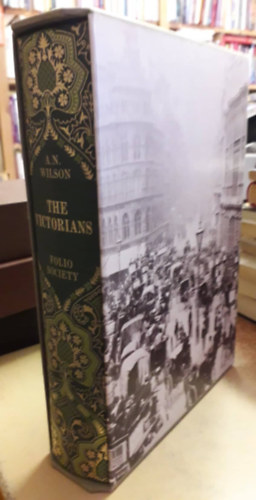 A. N.
WILSON
THE
VICTORIANS
FOLIO
SOCIETY